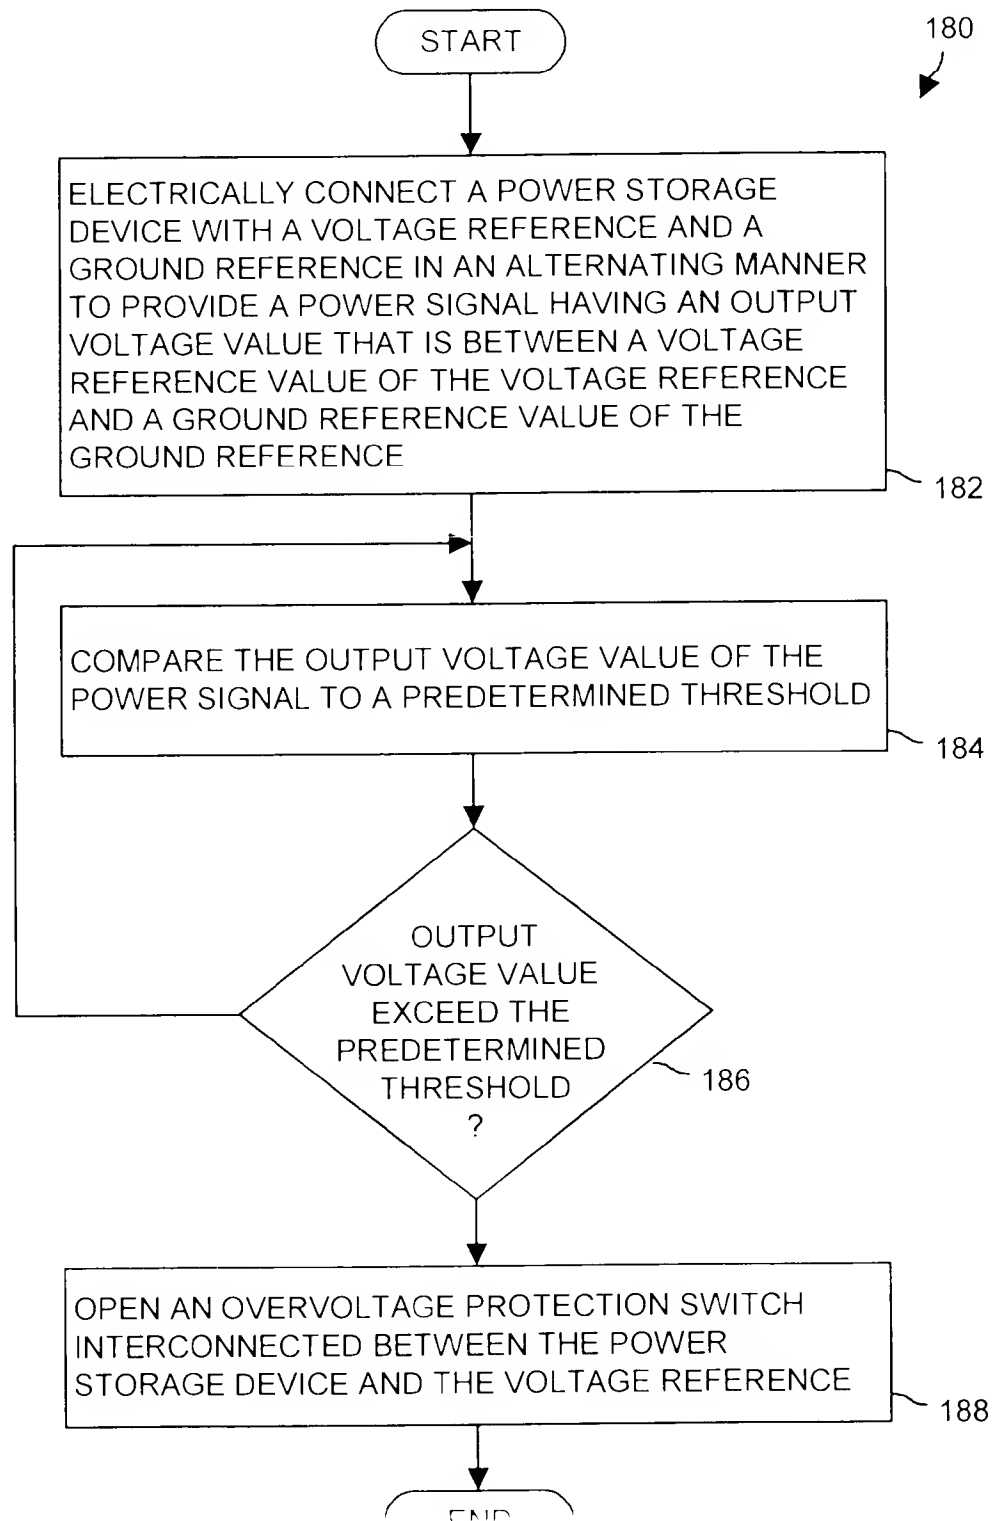 START
180
ELECTRICALLY CONNECT A POWER STORAGE
DEVICE WITH A VOLTAGE REFERENCE AND A
GROUND REFERENCE IN AN ALTERNATING MANNER
TO PROVIDE A POWER SIGNAL HAVING AN OUTPUT
VOLTAGE VALUE THAT IS BETWEEN A VOLTAGE
REFERENCE VALUE OF THE VOLTAGE REFERENCE
AND A GROUND REFERENCE VALUE OF THE
GROUND REFERENCE
182
COMPARE THE OUTPUT VOLTAGE VALUE OF THE
POWER SIGNAL TO A PREDETERMINED THRESHOLD
184
OUTPUT
VOLTAGE VALUE
EXCEED THE
PREDETERMINED
THRESHOLD
?
186
OPEN AN OVERVOLTAGE PROTECTION SWITCH
INTERCONNECTED BETWEEN THE POWER
STORAGE DEVICE AND THE VOLTAGE REFERENCE
188
END